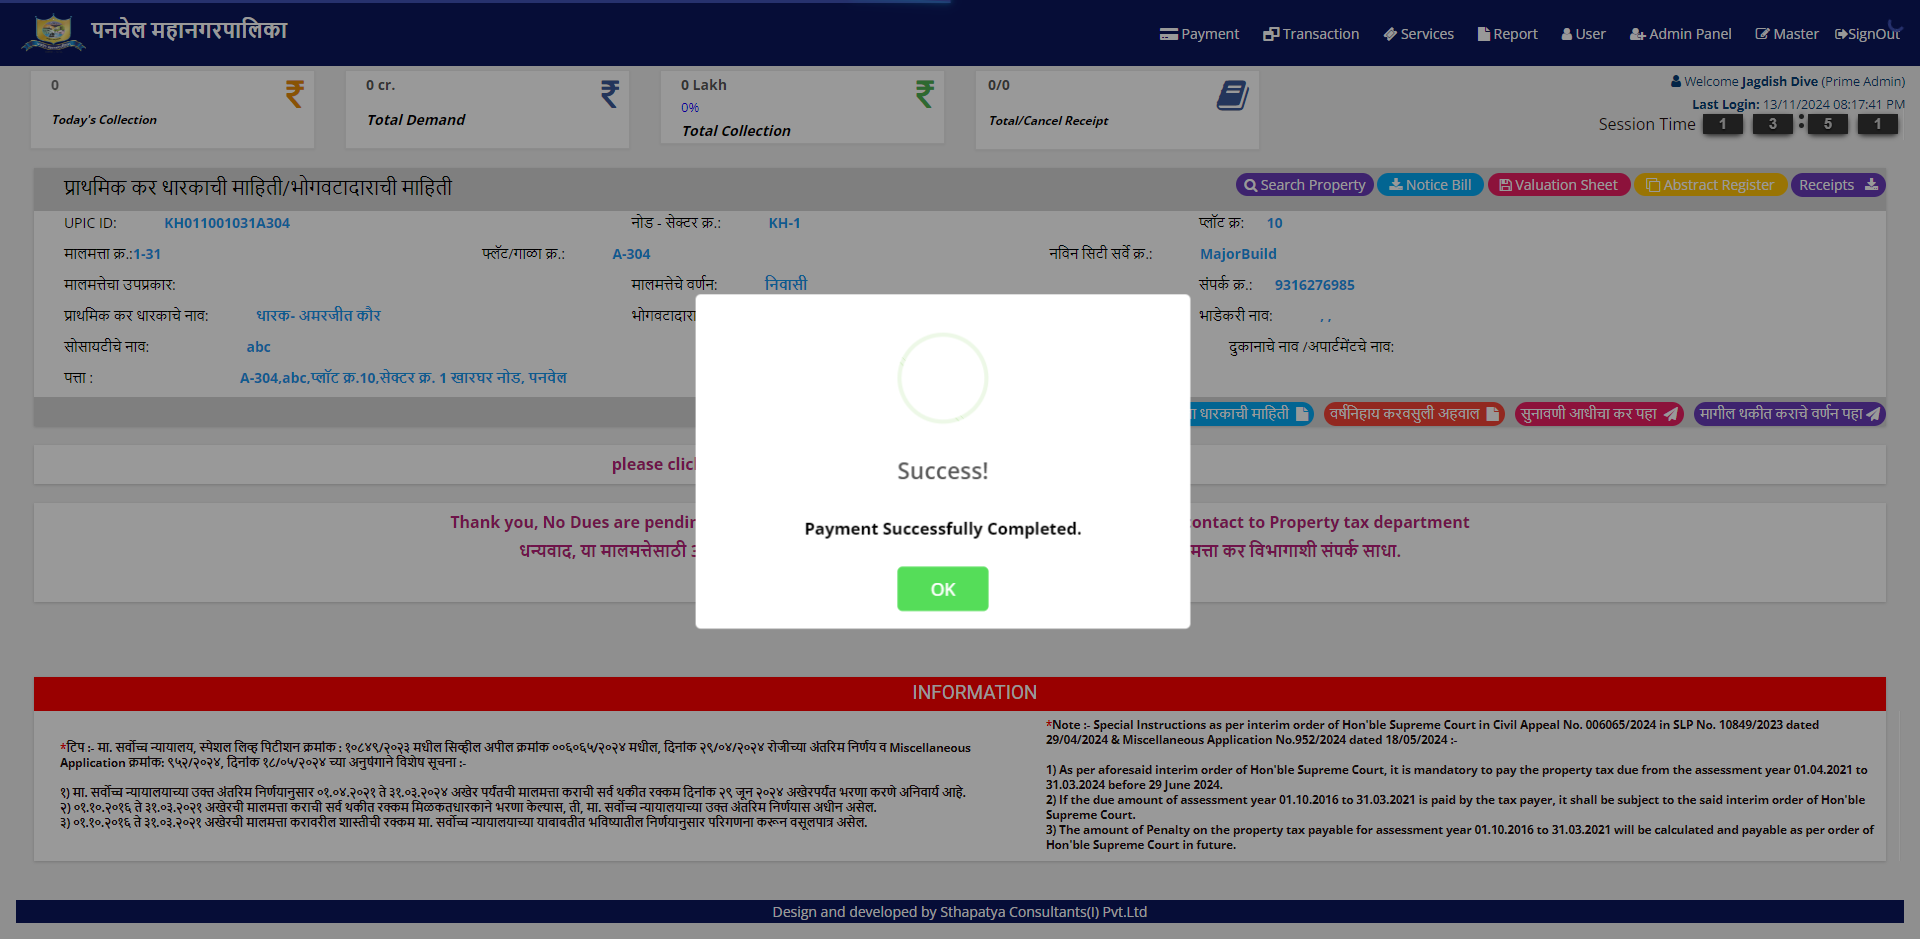 पनवेल महानगरपालिका
Payment Transaction Services Report User Admin Panel Master SignOut
0
Today's Collection
0 cr.
Total Demand
0 Lakh
0%
Total Collection
0/0
Total/Cancel Receipt
Welcome Jagdish Dive (Prime Admin)
Last Login: 13/11/2024 08:17:41 PM
Session Time 1 3 : 5 1
प्राथमिक कर धारकाची माहिती/भोगवटादाराची माहिती
Search Property Notice Bill Valuation Sheet Abstract Register Receipts
UPIC ID: KH011001031A304 नोड - सेक्टर क्र.: KH-1 प्लॉट क्र: 10
मालमत्ता क्र.:1-31 फ्लॅट/गाळा क्र.: A-304 नविन सिटी सर्वे क्र.: MajorBuild
मालमत्तेचा उपप्रकार: मालमत्तेचे वर्णन: निवासी संपर्क क्र.: 9316276985
प्राथमिक कर धारकाचे नाव: धारक- अमरजीत कौर भोगवटादारा भाडेकरी नाव: , ,
सोसायटीचे नाव: abc दुकानाचे नाव /अपार्टमेंटचे नाव:
पत्ता : A-304,abc,प्लॉट क्र.10,सेक्टर क्र. 1 खारघर नोड, पनवेल
धारकाची माहिती वर्षनिहाय करवसुली अहवाल सुनावणी आधीचा कर पहा मागील थकीत कराचे वर्णन पहा
please clic
Thank you, No Dues are pendin ontact to Property tax department
धन्यवाद, या मालमत्तेसाठी मत्ता कर विभागाशी संपर्क साधा.
Success!
Payment Successfully Completed.
OK
INFORMATION
*टिप :- मा. सर्वोच्च न्यायालय, स्पेशल लिव्ह पिटीशन क्रमांक : १०८४९/२०२३ मधील सिव्हील अपील क्रमांक ००६०६५/२०२४ मधील, दिनांक २९/०४/२०२४ रोजीच्या अंतरिम निर्णय व Miscellaneous
Application क्रमांक: ९५२/२०२४, दिनांक १८/०५/२०२४ च्या अनुषंगाने विशेष सूचना :-
१) मा. सर्वोच्च न्यायालयाच्या उक्त अंतरिम निर्णयानुसार ०१.०४.२०२१ ते ३१.०३.२०२४ अखेर पर्यंतची मालमत्ता कराची सर्व थकीत रक्कम दिनांक २९ जून २०२४ अखेरपर्यंत भरणा करणे अनिवार्य आहे.
२) ०१.१०.२०१६ ते ३१.०३.२०२१ अखेरची मालमत्ता कराची सर्व थकीत रक्कम मिळकतधारकाने भरणा केल्यास, ती, मा. सर्वोच्च न्यायालयाच्या उक्त अंतरिम निर्णयास अधीन असेल.
३) ०१.१०.२०१६ ते ३१.०३.२०२१ अखेरची मालमत्ता करावरील शास्तीची रक्कम मा. सर्वोच्च न्यायालयाच्या याबाबतीत भविष्यातील निर्णयानुसार परिगणना करून वसूलपात्र असेल.
*Note :- Special Instructions as per interim order of Hon'ble Supreme Court in Civil Appeal No. 006065/2024 in SLP No. 10849/2023 dated
29/04/2024 & Miscellaneous Application No.952/2024 dated 18/05/2024 :-
1) As per aforesaid interim order of Hon'ble Supreme Court, it is mandatory to pay the property tax due from the assessment year 01.04.2021 to
31.03.2024 before 29 June 2024.
2) If the due amount of assessment year 01.10.2016 to 31.03.2021 is paid by the tax payer, it shall be subject to the said interim order of Hon'ble
Supreme Court.
3) The amount of Penalty on the property tax payable for assessment year 01.10.2016 to 31.03.2021 will be calculated and payable as per order of
Hon'ble Supreme Court in future.
Design and developed by Sthapatya Consultants(I) Pvt.Ltd